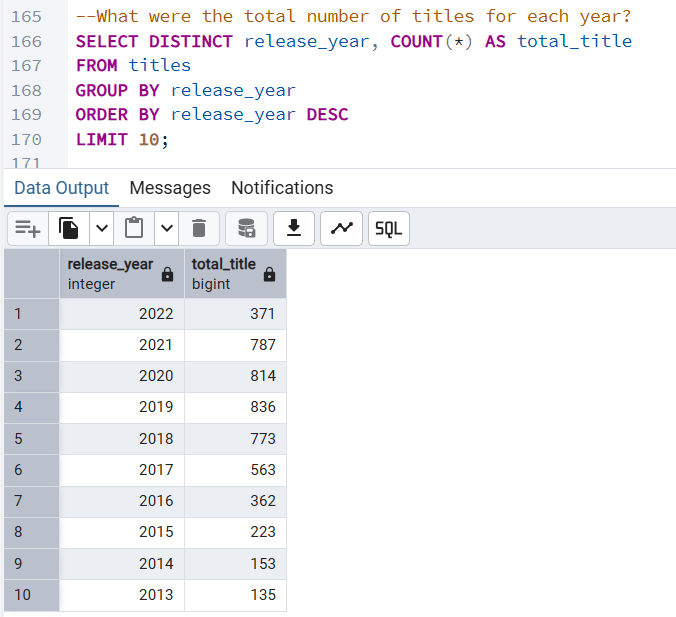 165 --What were the total number of titles for each year?
166 SELECT DISTINCT release_year, COUNT(*) AS total_title
167 FROM titles
168 GROUP BY release_year
169 ORDER BY release_year DESC
170 LIMIT 10;
171
Data Output Messages Notifications
SQL
release_year total_title
integer bigint
1 2022 371
2 2021 787
3 2020 814
4 2019 836
5 2018 773
6 2017 563
7 2016 362
8 2015 223
9 2014 153
10 2013 135